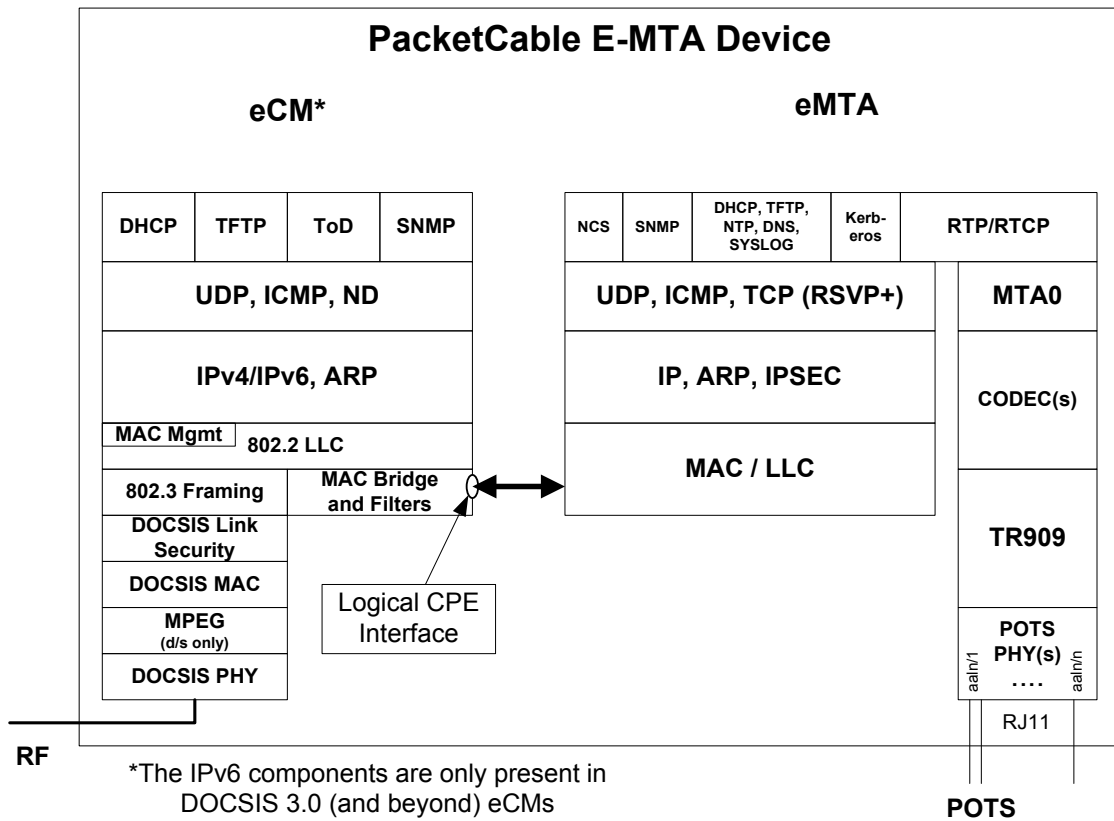 PacketCable E-MTA Device
eCM*
eMTA
DHCP
TFTP
ToD
SNMP
UDP, ICMP, ND
IPv4/IPv6, ARP
MAC Mgmt
802.2 LLC
802.3 Framing
MAC Bridge
and Filters
DOCSIS Link
Security
DOCSIS MAC
MPEG
(d/s only)
DOCSIS PHY
Logical CPE
Interface
NCS
SNMP
DHCP, TFTP,
NTP, DNS,
SYSLOG
Kerb-
eros
RTP/RTCP
UDP, ICMP, TCP (RSVP+)
IP, ARP, IPSEC
MAC / LLC
MTA0
CODEC(s)
TR909
POTS
PHY(s)
....
aaln/1
aaln/n
RJ11
RF
POTS
*The IPv6 components are only present in
DOCSIS 3.0 (and beyond) eCMs